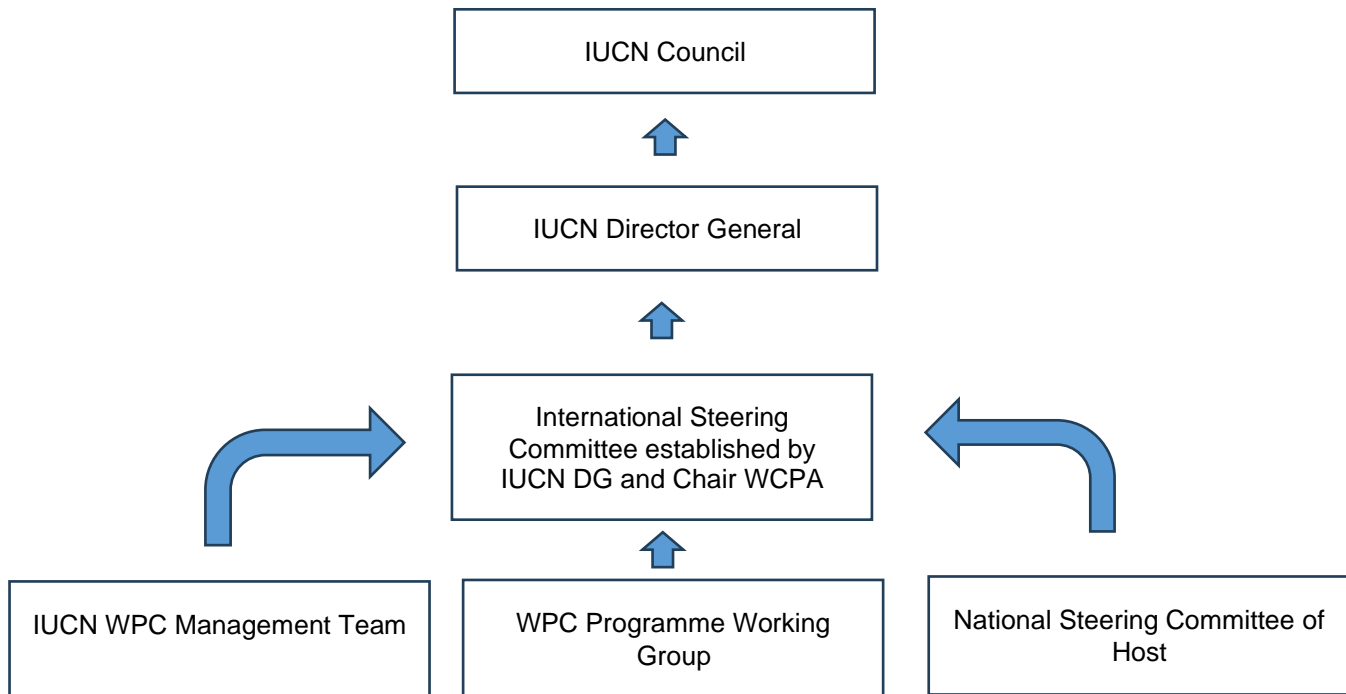 IUCN Council
IUCN Director General
International Steering
Committee established by
IUCN DG and Chair WCPA
IUCN WPC Management Team
WPC Programme Working
Group
National Steering Committee of
Host